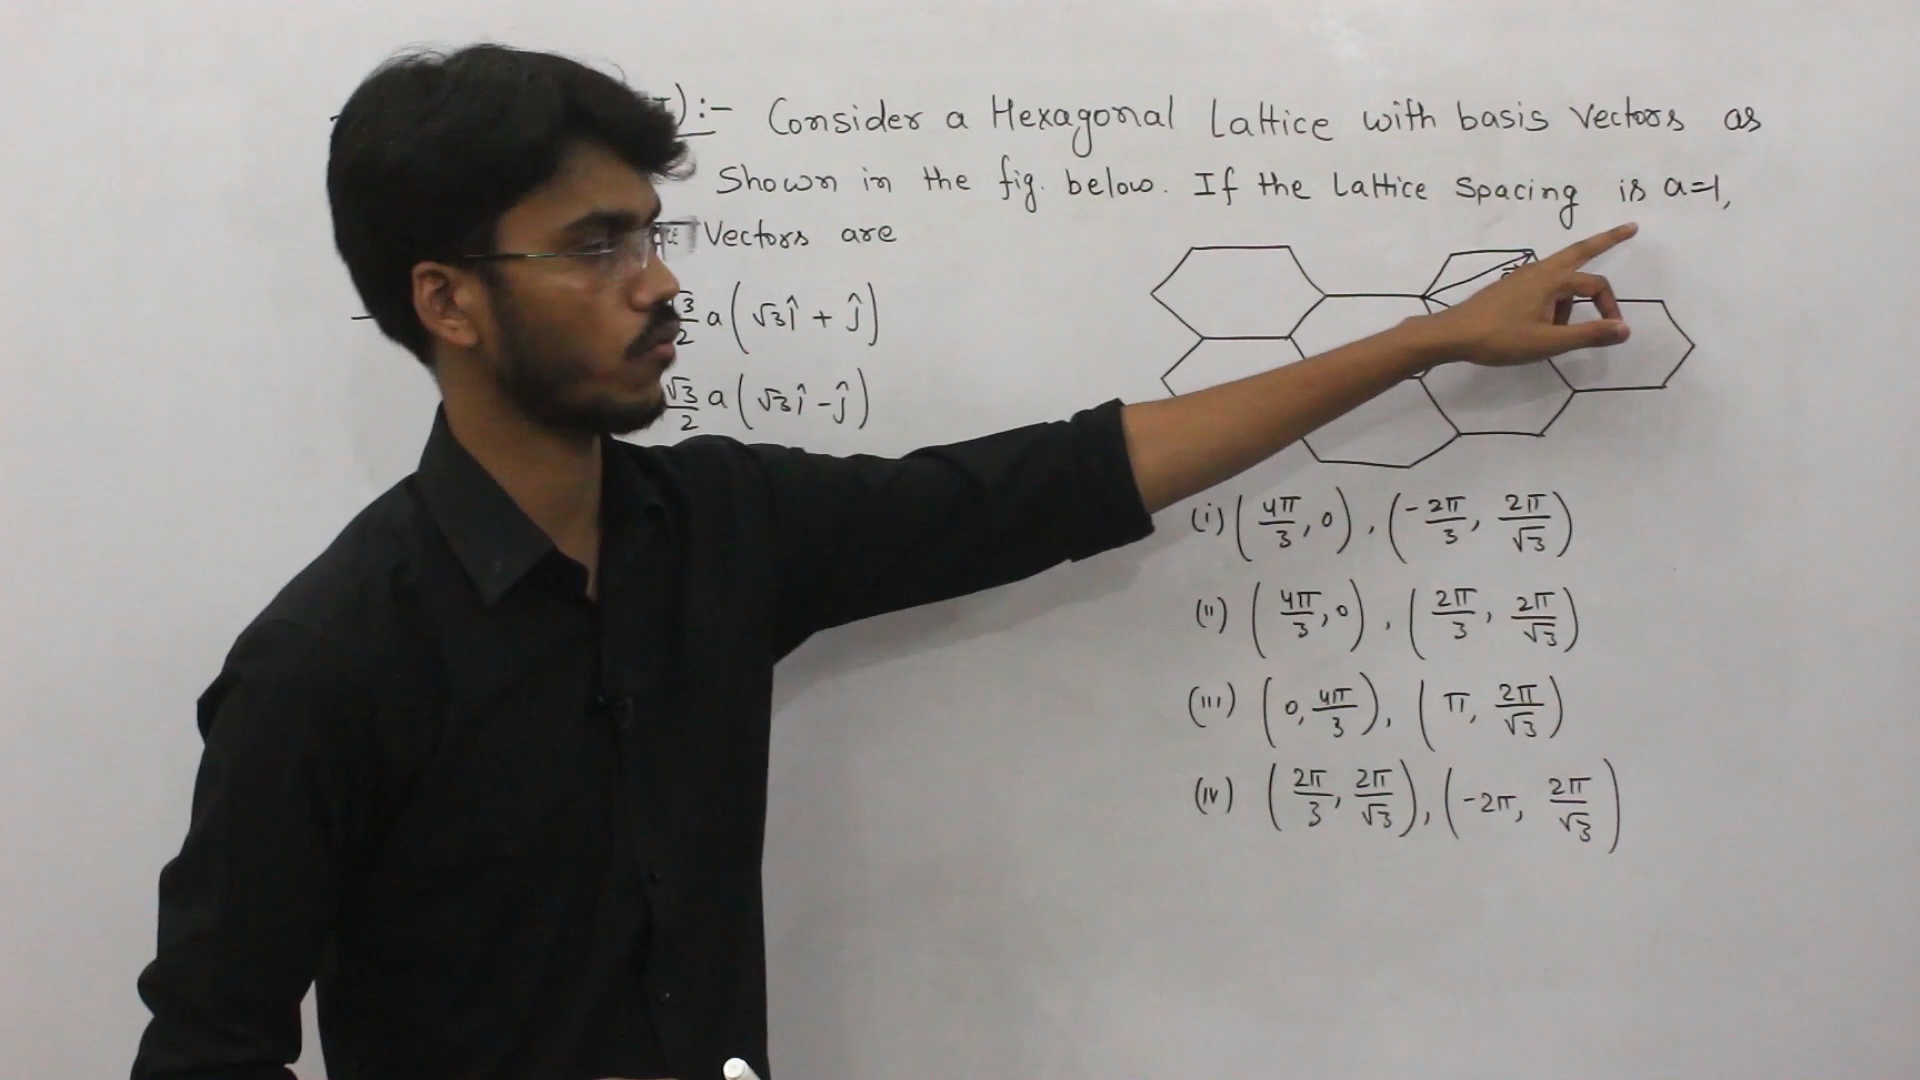 :- Consider a Hexagonal Lattice with basis vectors as
Shown in the fig. below. If the Lattice Spacing is a=1,
Vectors are
√3/2 a(√3î + ĵ)
√3/2 a(√3î - ĵ)
(i) (4π/3, 0), (-2π/3, 2π/√3)
(ii) (4π/3, 0), (2π/3, 2π/√3)
(iii) (0, 4π/3), (π, 2π/√3)
(iv) (2π/3, 2π/√3), (-2π, 2π/√3)